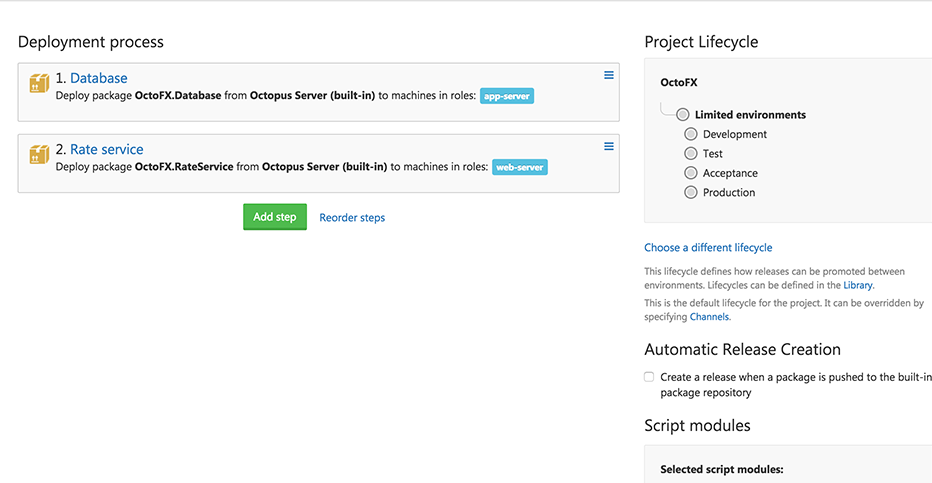 Deployment process
1. Database
Deploy package OctoFX.Database from Octopus Server (built-in) to machines in roles: app-server
2. Rate service
Deploy package OctoFX.RateService from Octopus Server (built-in) to machines in roles: web-server
Add step Reorder steps
Project Lifecycle
OctoFX
Limited environments
Development
Test
Acceptance
Production
Choose a different lifecycle
This lifecycle defines how releases can be promoted between
environments. Lifecycles can be defined in the Library.
This is the default lifecycle for the project. It can be overridden by
specifying Channels.
Automatic Release Creation
Create a release when a package is pushed to the built-in
package repository
Script modules
Selected script modules: